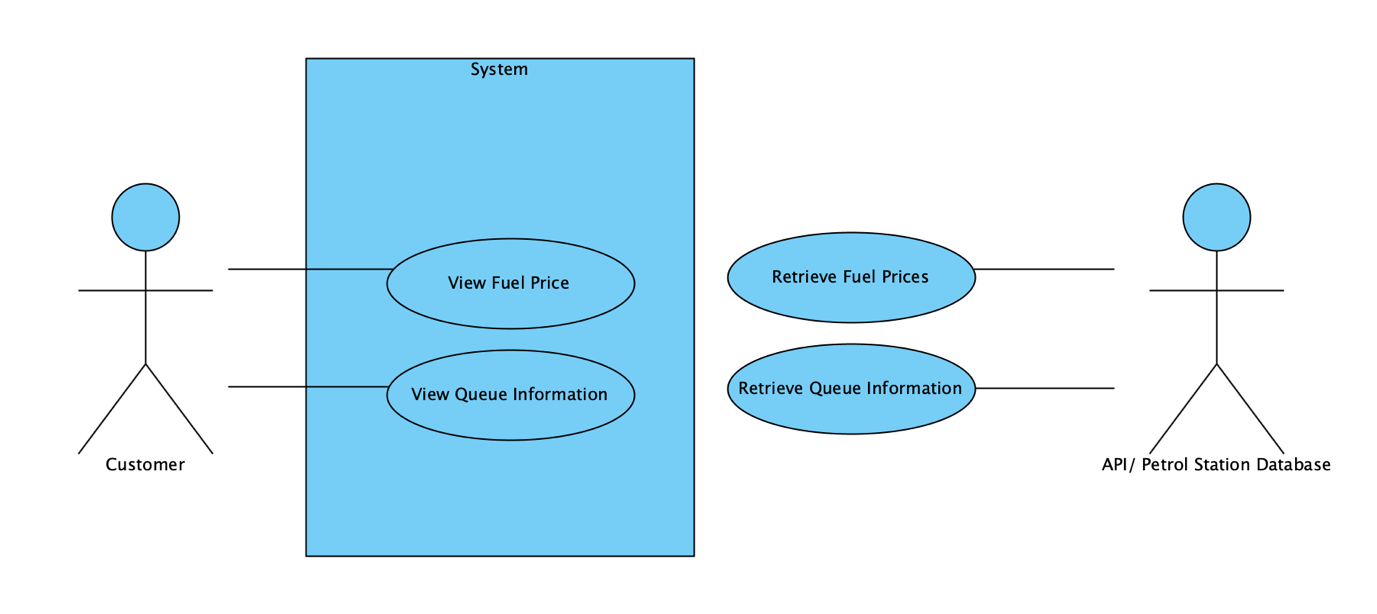 System
View Fuel Price
Retrieve Fuel Prices
View Queue Information
Retrieve Queue Information
Customer
API/ Petrol Station Database